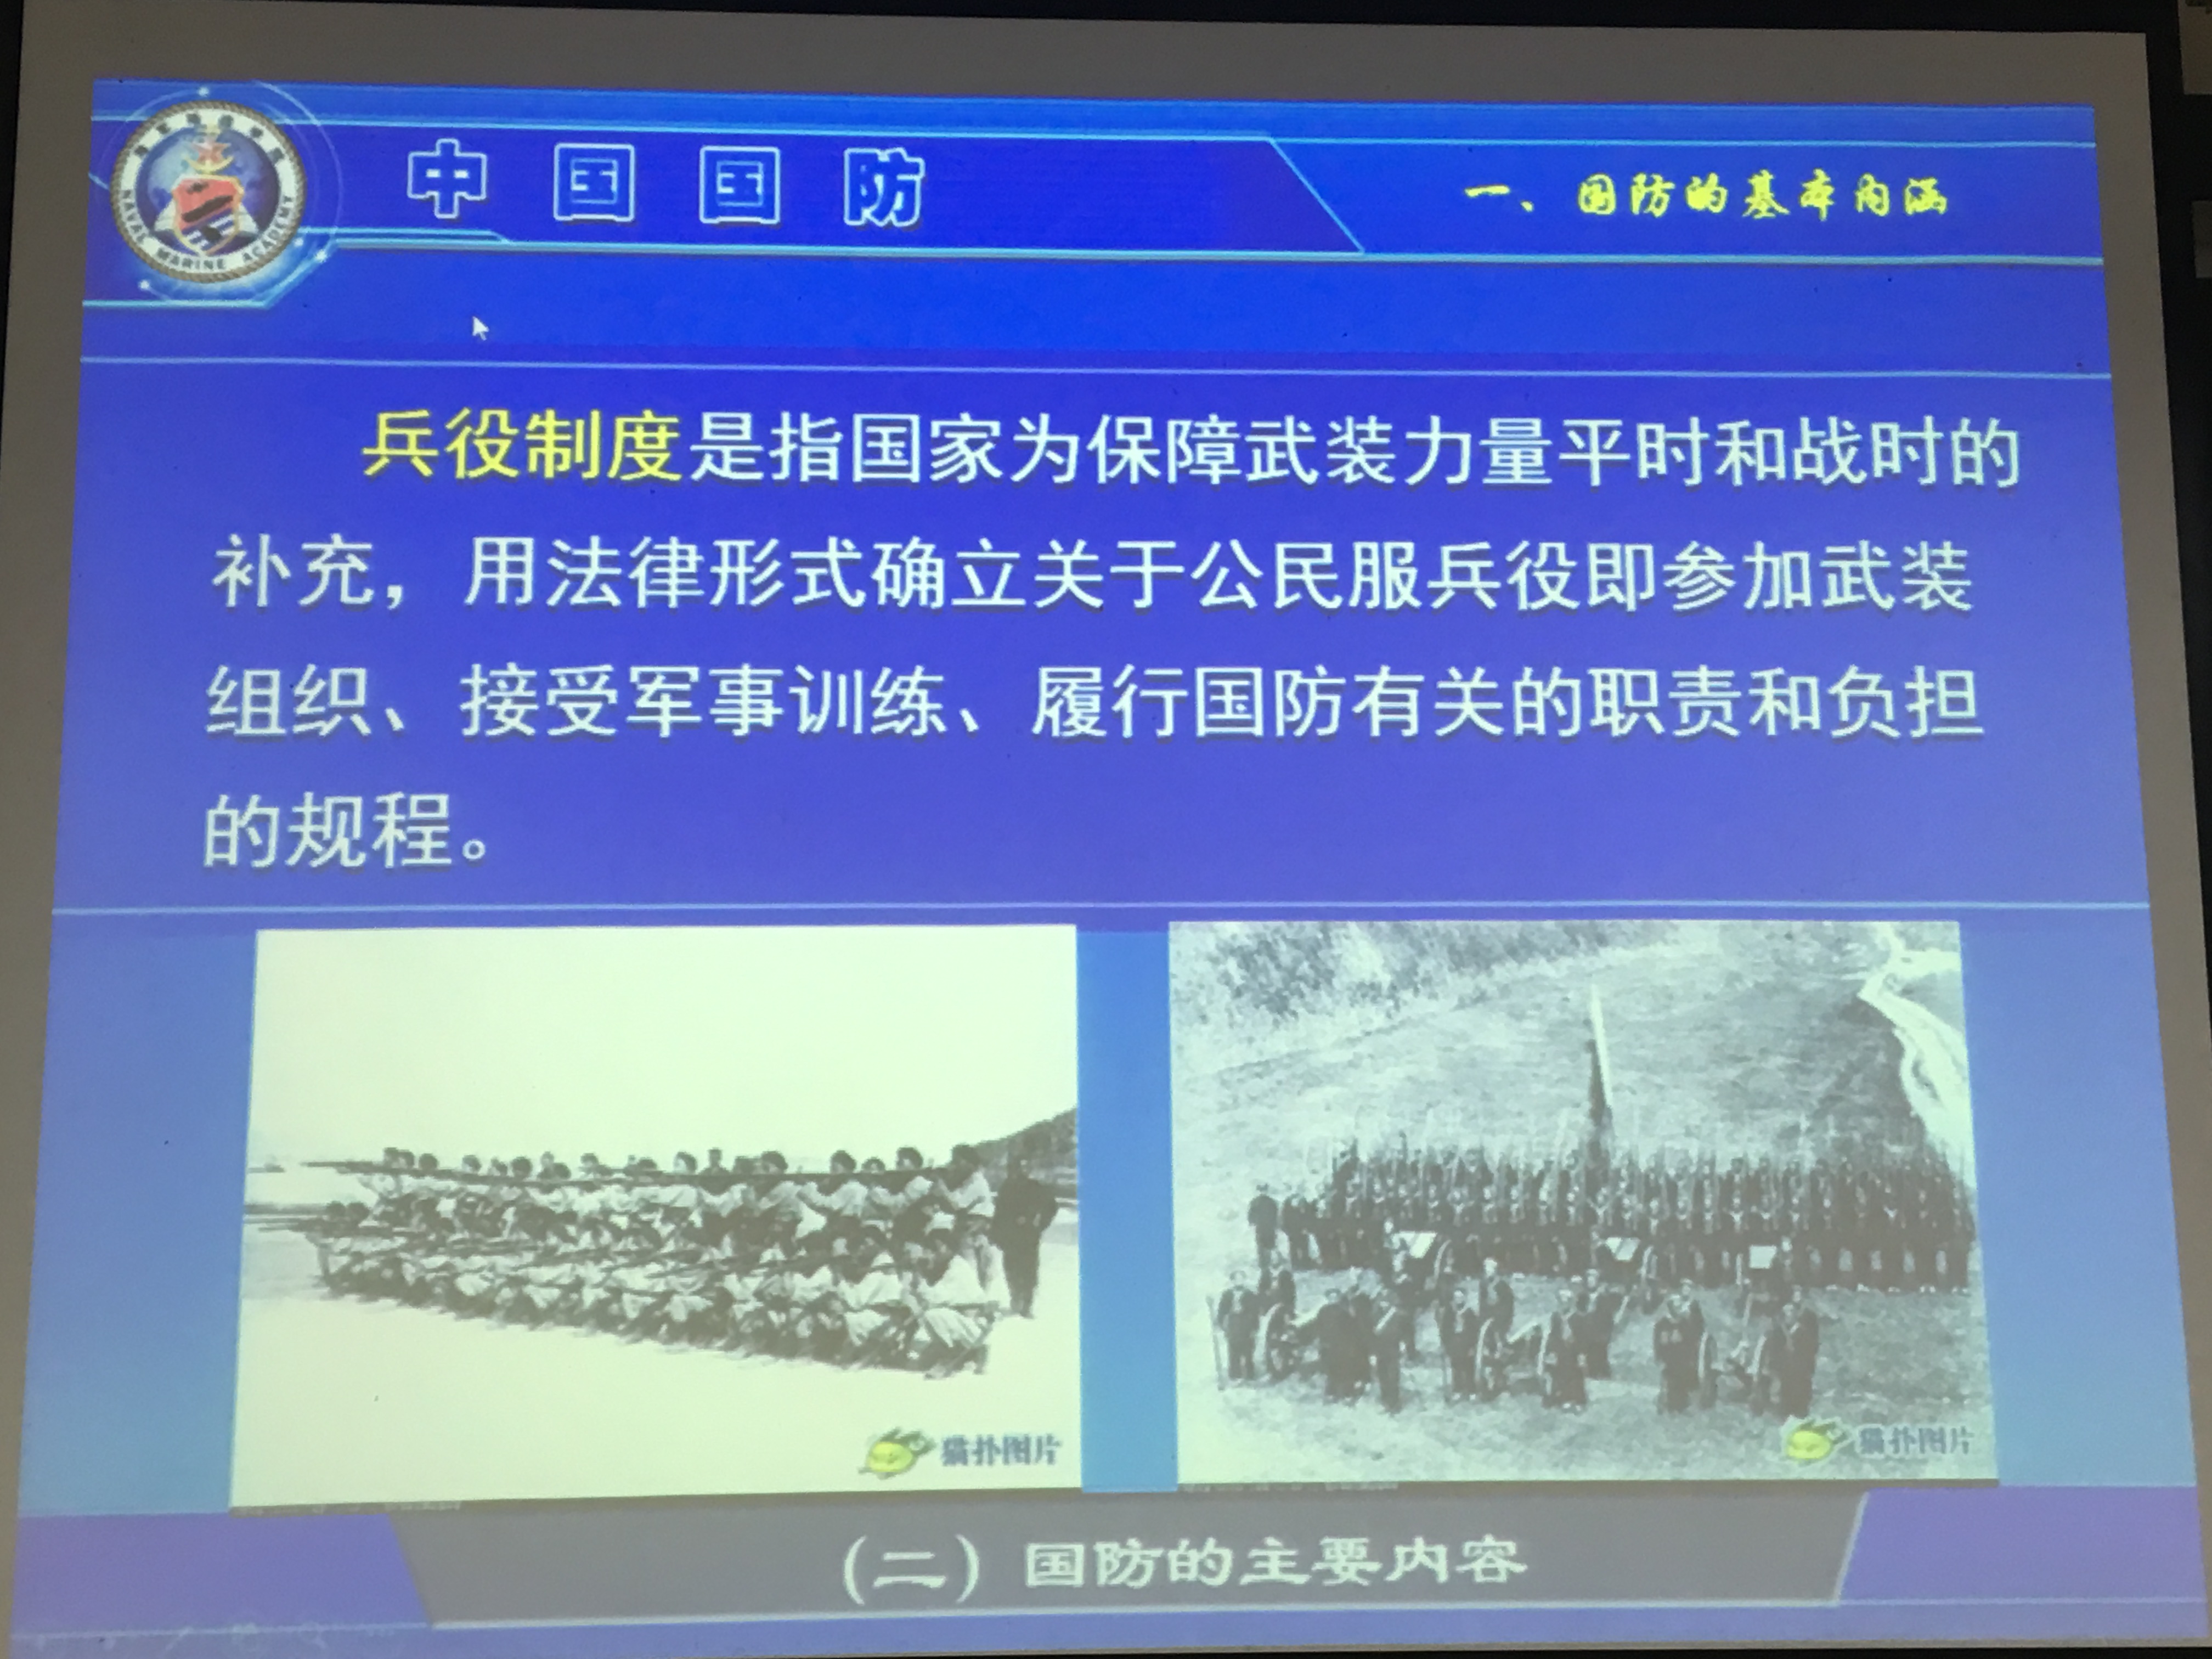 中国国防
一、国防的基本内涵
NAVAL MARINE ACADEMY
兵役制度是指国家为保障武装力量平时和战时的
补充，用法律形式确立关于公民服兵役即参加武装
组织、接受军事训练、履行国防有关的职责和负担
的规程。
猫扑图片
猫扑图片
（二）国防的主要内容